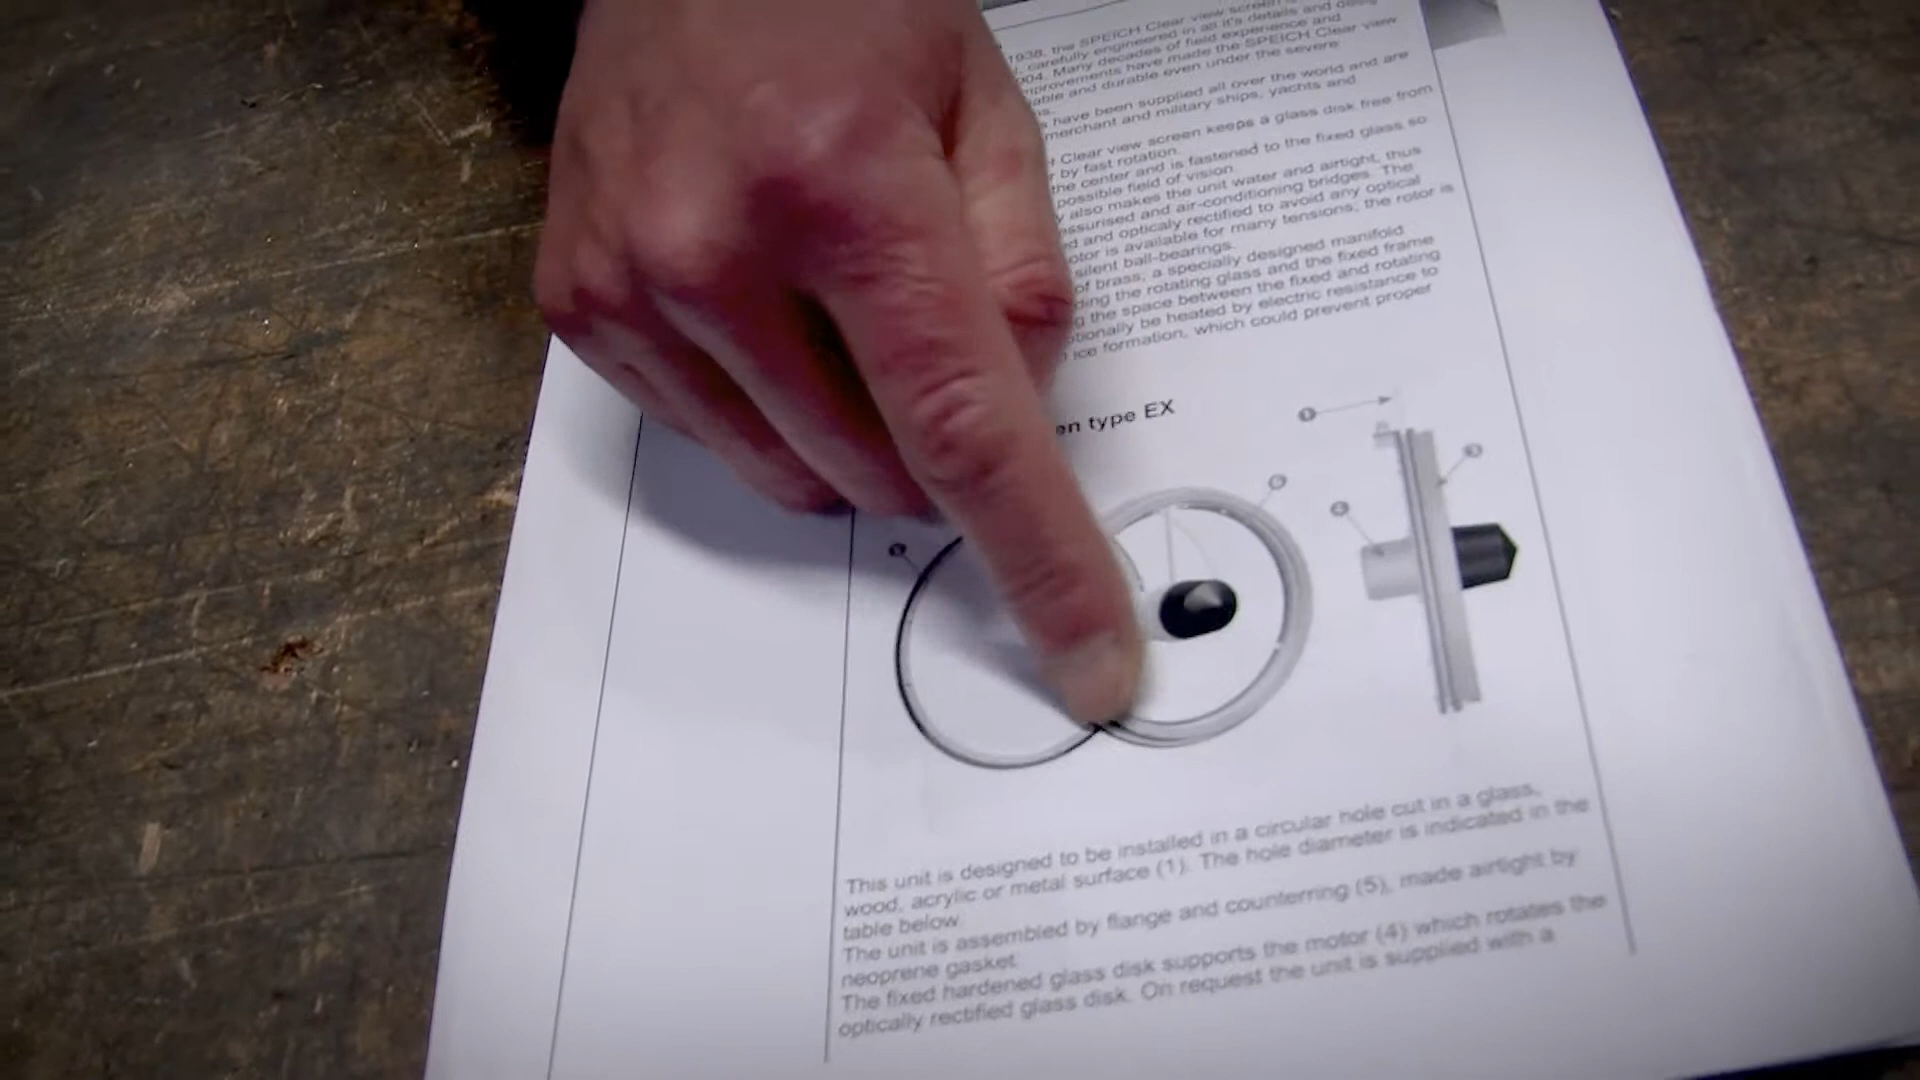 1938, the SPEICH Clear view screen is
carefully engineered in all it's details and
Many decades of field experience and
improvements have made the SPEICH Clear view
able and durable even under the severe
have been supplied all over the world and are
merchant and military ships, yachts and
Clear view screen keeps a glass disk free from
by fast rotation.
the center and is fastened to the fixed glass so
possible field of vision.
also makes the unit water and airtight, thus
and air-conditioning bridges. The
and opticaly rectified to avoid any optical
is available for many tensions; the rotor is
silent ball-bearings.
of brass; a specially designed manifold
the rotating glass and the fixed frame
the space between the fixed and rotating
be heated by electric resistance to
ice formation, which could prevent proper
en type EX
This unit is designed to be installed in a circular hole cut in a glass,
wood, acrylic or metal surface (1). The hole diameter is indicated in the
table below.
The unit is assembled by flange and counterring (5), made airtight by
neoprene gasket.
The fixed hardened glass disk supports the motor (4) which rotates the
optically rectified glass disk. On request the unit is supplied with a